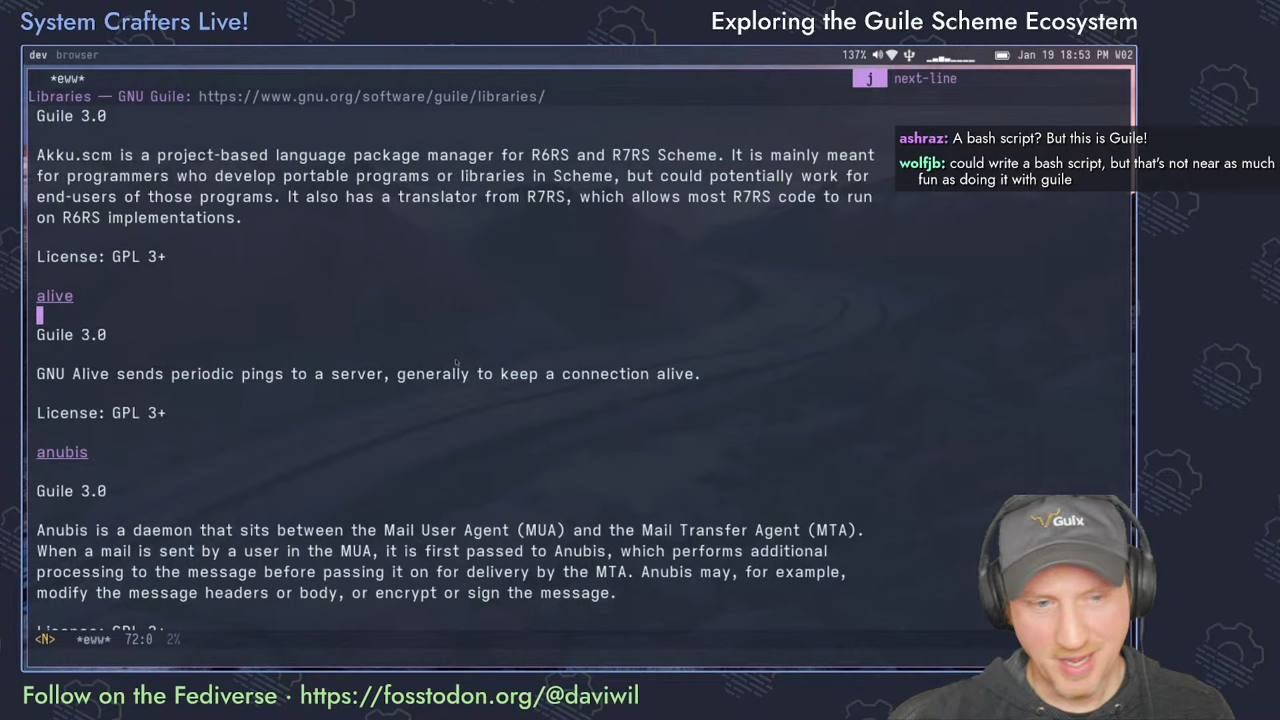 System Crafters Live!
Exploring the Guile Scheme Ecosystem
dev browser
137%
Jan 19 18:53 PM W02
*eww*
j next-line
Libraries — GNU Guile: https://www.gnu.org/software/guile/libraries/
Guile 3.0
Akku.scm is a project-based language package manager for R6RS and R7RS Scheme. It is mainly meant
for programmers who develop portable programs or libraries in Scheme, but could potentially work for
end-users of those programs. It also has a translator from R7RS, which allows most R7RS code to run
on R6RS implementations.
License: GPL 3+
alive
Guile 3.0
GNU Alive sends periodic pings to a server, generally to keep a connection alive.
License: GPL 3+
anubis
Guile 3.0
Anubis is a daemon that sits between the Mail User Agent (MUA) and the Mail Transfer Agent (MTA).
When a mail is sent by a user in the MUA, it is first passed to Anubis, which performs additional
processing to the message before passing it on for delivery by the MTA. Anubis may, for example,
modify the message headers or body, or encrypt or sign the message.
License: GPL 3+
<N> *eww* 72:0 2%
ashraz: A bash script? But this is Guile!
wolfjb: could write a bash script, but that's not near as much
fun as doing it with guile
Guix
Follow on the Fediverse · https://fosstodon.org/@daviwil